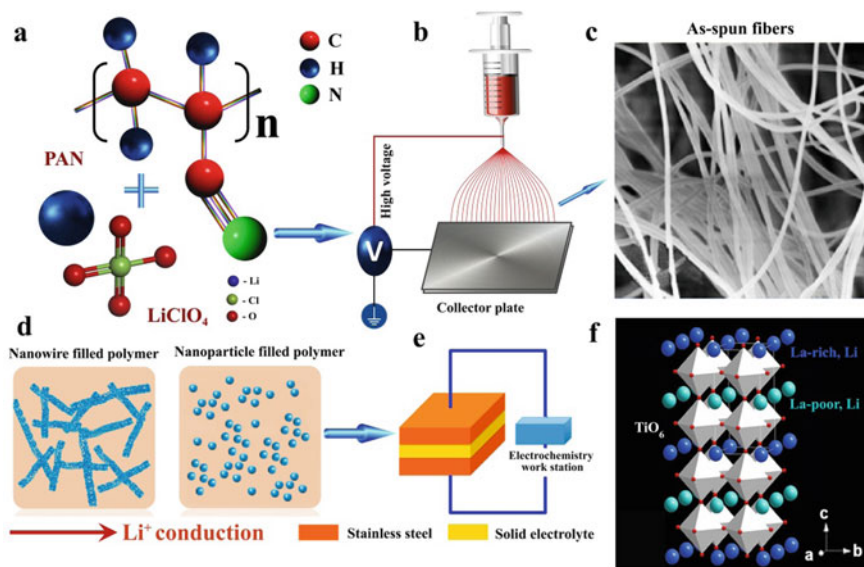 a
C
H
N
n
PAN
- Li
- Cl
- O
LiClO4
b
High voltage
V
Collector plate
c
As-spun fibers
d
Nanowire filled polymer
Nanoparticle filled polymer
Li+ conduction
e
Electrochemistry
work station
Stainless steel
Solid electrolyte
f
La-rich, Li
La-poor, Li
TiO6
c
a
b